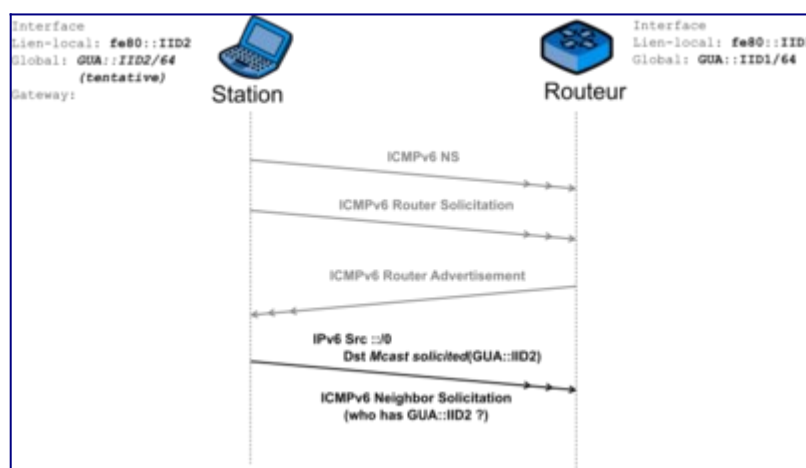 Interface
Lien-local: fe80::IID2
Global: GUA::IID2/64
(tentative)
Gateway:
Station
Interface
Lien-local: fe80::IID
Global: GUA::IID1/64
Routeur
ICMPv6 NS
ICMPv6 Router Solicitation
ICMPv6 Router Advertisement
IPv6 Src ::/0
Dst Mcast solicited(GUA::IID2)
ICMPv6 Neighbor Solicitation
(who has GUA::IID2 ?)